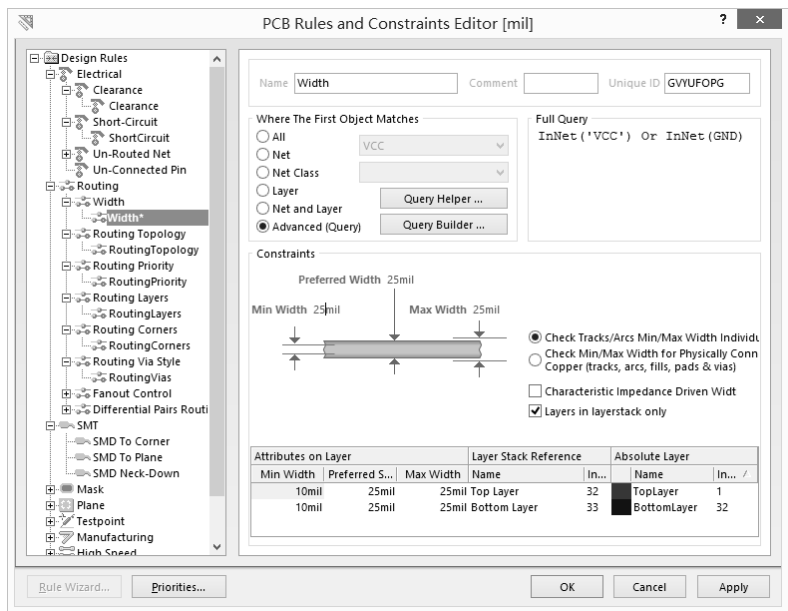 PCB Rules and Constraints Editor [mil]
? ×
Design Rules
Electrical
Clearance
Clearance
Short-Circuit
ShortCircuit
Un-Routed Net
Un-Connected Pin
Routing
Width
Width*
Routing Topology
RoutingTopology
Routing Priority
RoutingPriority
Routing Layers
RoutingLayers
Routing Corners
RoutingCorners
Routing Via Style
RoutingVias
Fanout Control
Differential Pairs Routi
SMT
SMD To Corner
SMD To Plane
SMD Neck-Down
Mask
Plane
Testpoint
Manufacturing
High Speed
Name Width Comment Unique ID GVYUFOPG
Where The First Object Matches
All
Net
Net Class
Layer
Net and Layer
Advanced (Query)
VCC
Query Helper ...
Query Builder ...
Full Query
InNet('VCC') Or InNet(GND)
Constraints
Preferred Width 25mil
Min Width 25mil Max Width 25mil
Check Tracks/Arcs Min/Max Width Individu
Check Min/Max Width for Physically Conn
Copper (tracks, arcs, fills, pads & vias)
Characteristic Impedance Driven Widt
Layers in layerstack only
Attributes on Layer Layer Stack Reference Absolute Layer
Min Width Preferred S... Max Width Name In... Name In...
10mil 25mil 25mil Top Layer 32 TopLayer 1
10mil 25mil 25mil Bottom Layer 33 BottomLayer 32
Rule Wizard... Priorities... OK Cancel Apply